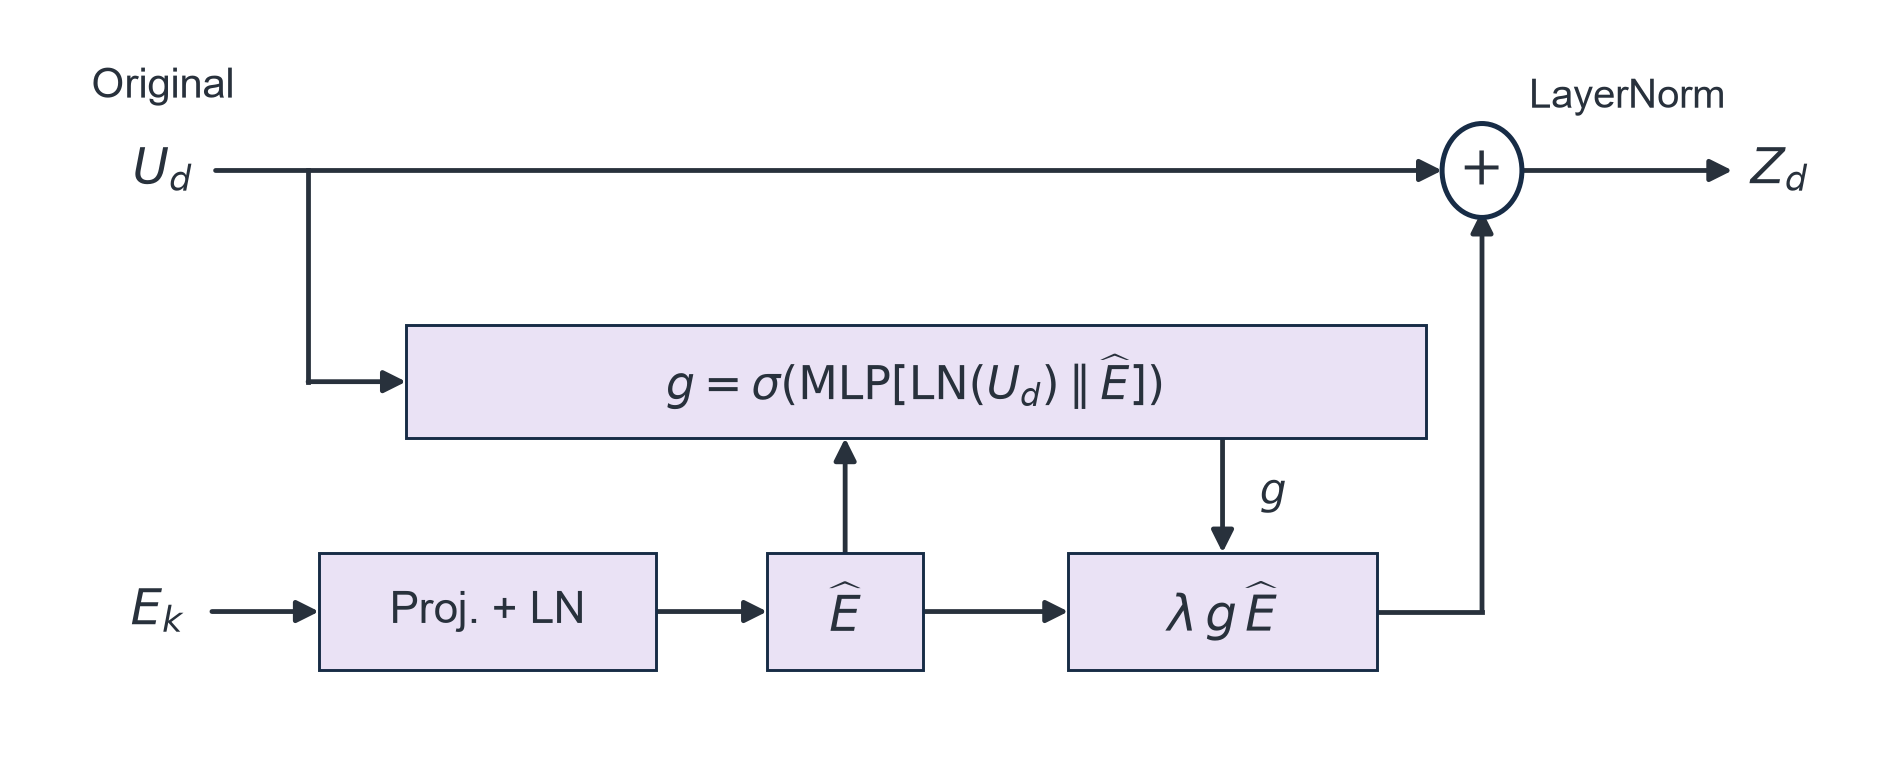 Original
LayerNorm
U_d
+
Z_d
g = σ(MLP[LN(U_d) ∥ Ê])
g
E_k
Proj. + LN
Ê
λ g Ê